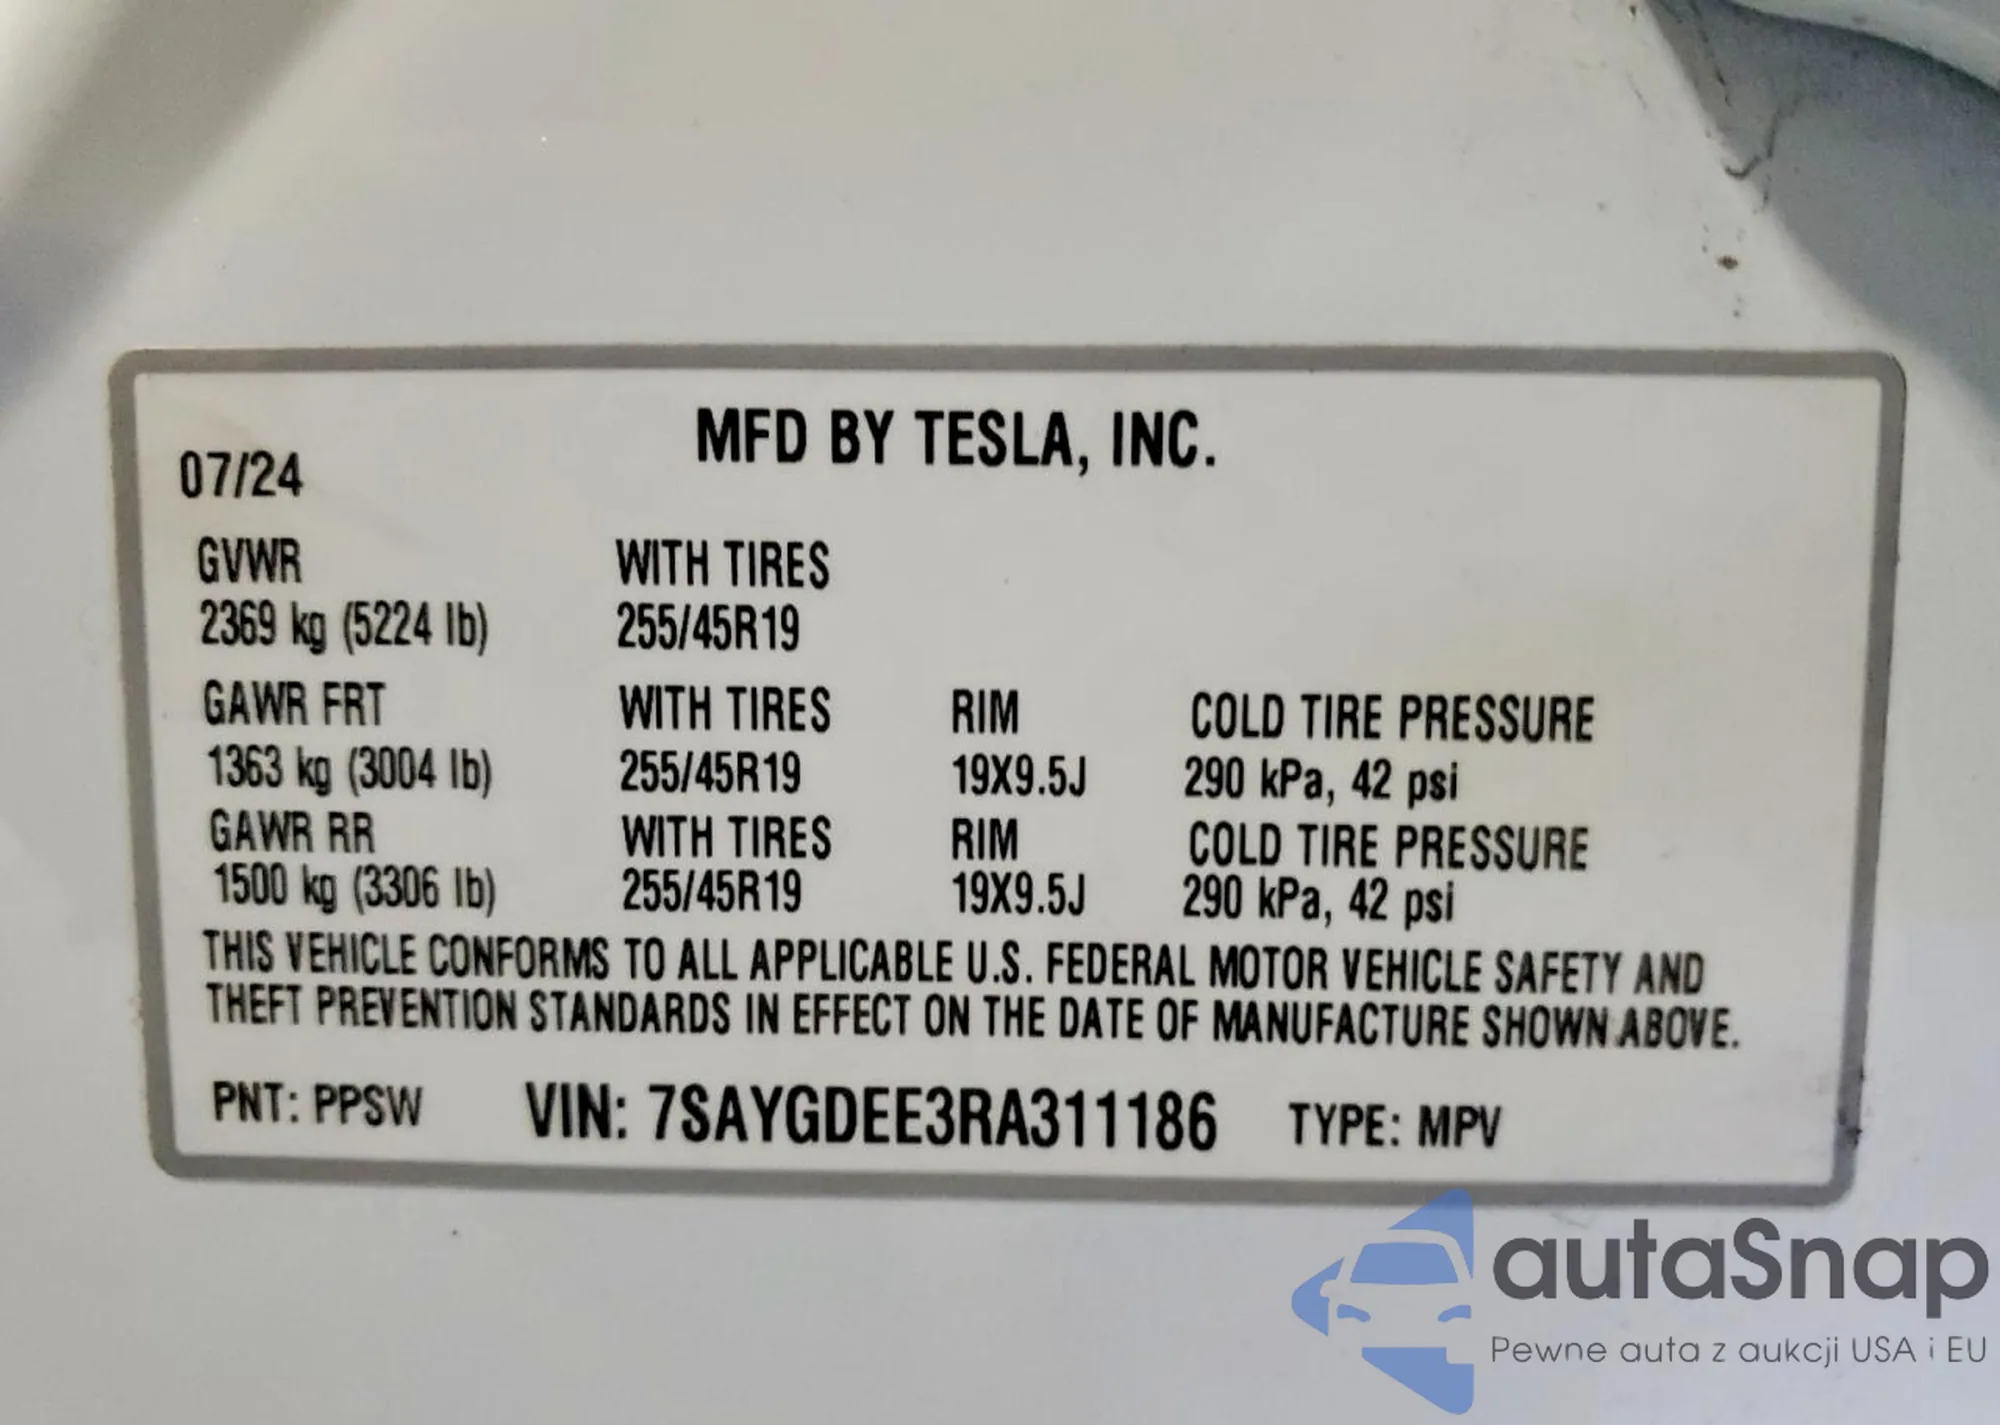 MFD BY TESLA, INC.
07/24
GVWR WITH TIRES
2369 kg (5224 lb) 255/45R19
GAWR FRT WITH TIRES RIM COLD TIRE PRESSURE
1363 kg (3004 lb) 255/45R19 19X9.5J 290 kPa, 42 psi
GAWR RR WITH TIRES RIM COLD TIRE PRESSURE
1500 kg (3306 lb) 255/45R19 19X9.5J 290 kPa, 42 psi
THIS VEHICLE CONFORMS TO ALL APPLICABLE U.S. FEDERAL MOTOR VEHICLE SAFETY AND
THEFT PREVENTION STANDARDS IN EFFECT ON THE DATE OF MANUFACTURE SHOWN ABOVE.
PNT: PPSW VIN: 7SAYGDEE3RA311186 TYPE: MPV
autaSnap
Pewne auta z aukcji USA i EU